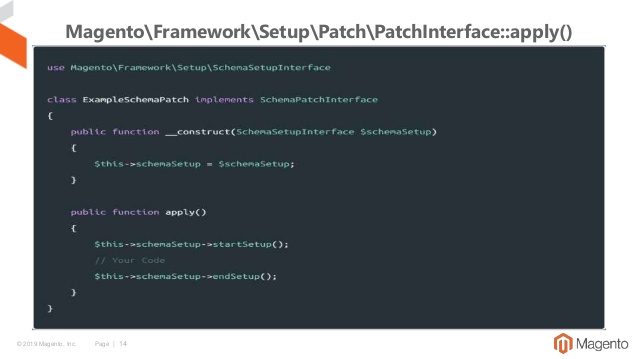 Magento\Framework\Setup\Patch\PatchInterface::apply()
use Magento\Framework\Setup\SchemaSetupInterface
class ExampleSchemaPatch implements SchemaPatchInterface
{
public function __construct(SchemaSetupInterface $schemaSetup)
{
$this->schemaSetup = $schemaSetup;
}
public function apply()
{
$this->schemaSetup->startSetup();
// Your Code
$this->schemaSetup->endSetup();
}
}
© 2019 Magento, Inc. Page | 14
Magento